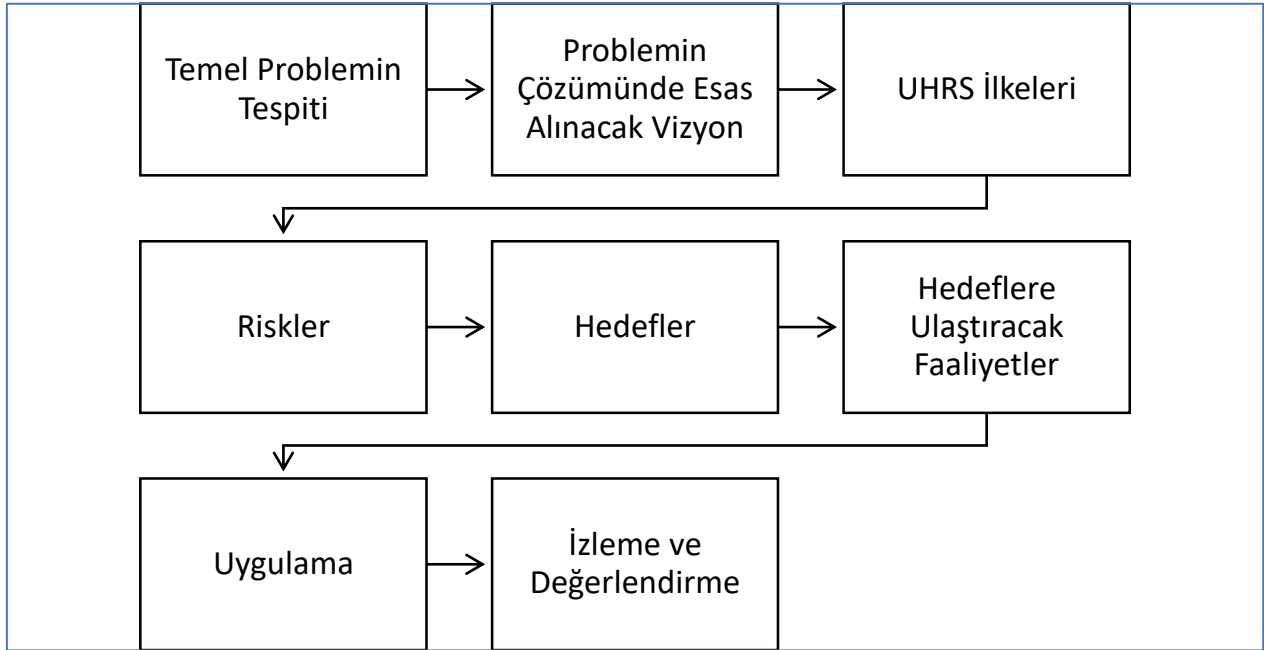 Temel Problemin
Tespiti
Problemin
Çözümünde Esas
Alınacak Vizyon
UHRS İlkeleri
Riskler
Hedefler
Hedeflere
Ulaştıracak
Faaliyetler
Uygulama
İzleme ve
Değerlendirme